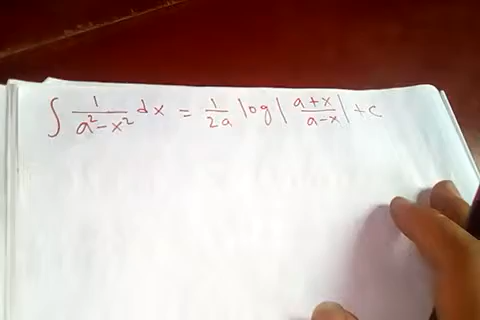 ∫ 1/(a²-x²) dx = 1/(2a) log |(a+x)/(a-x)| + c